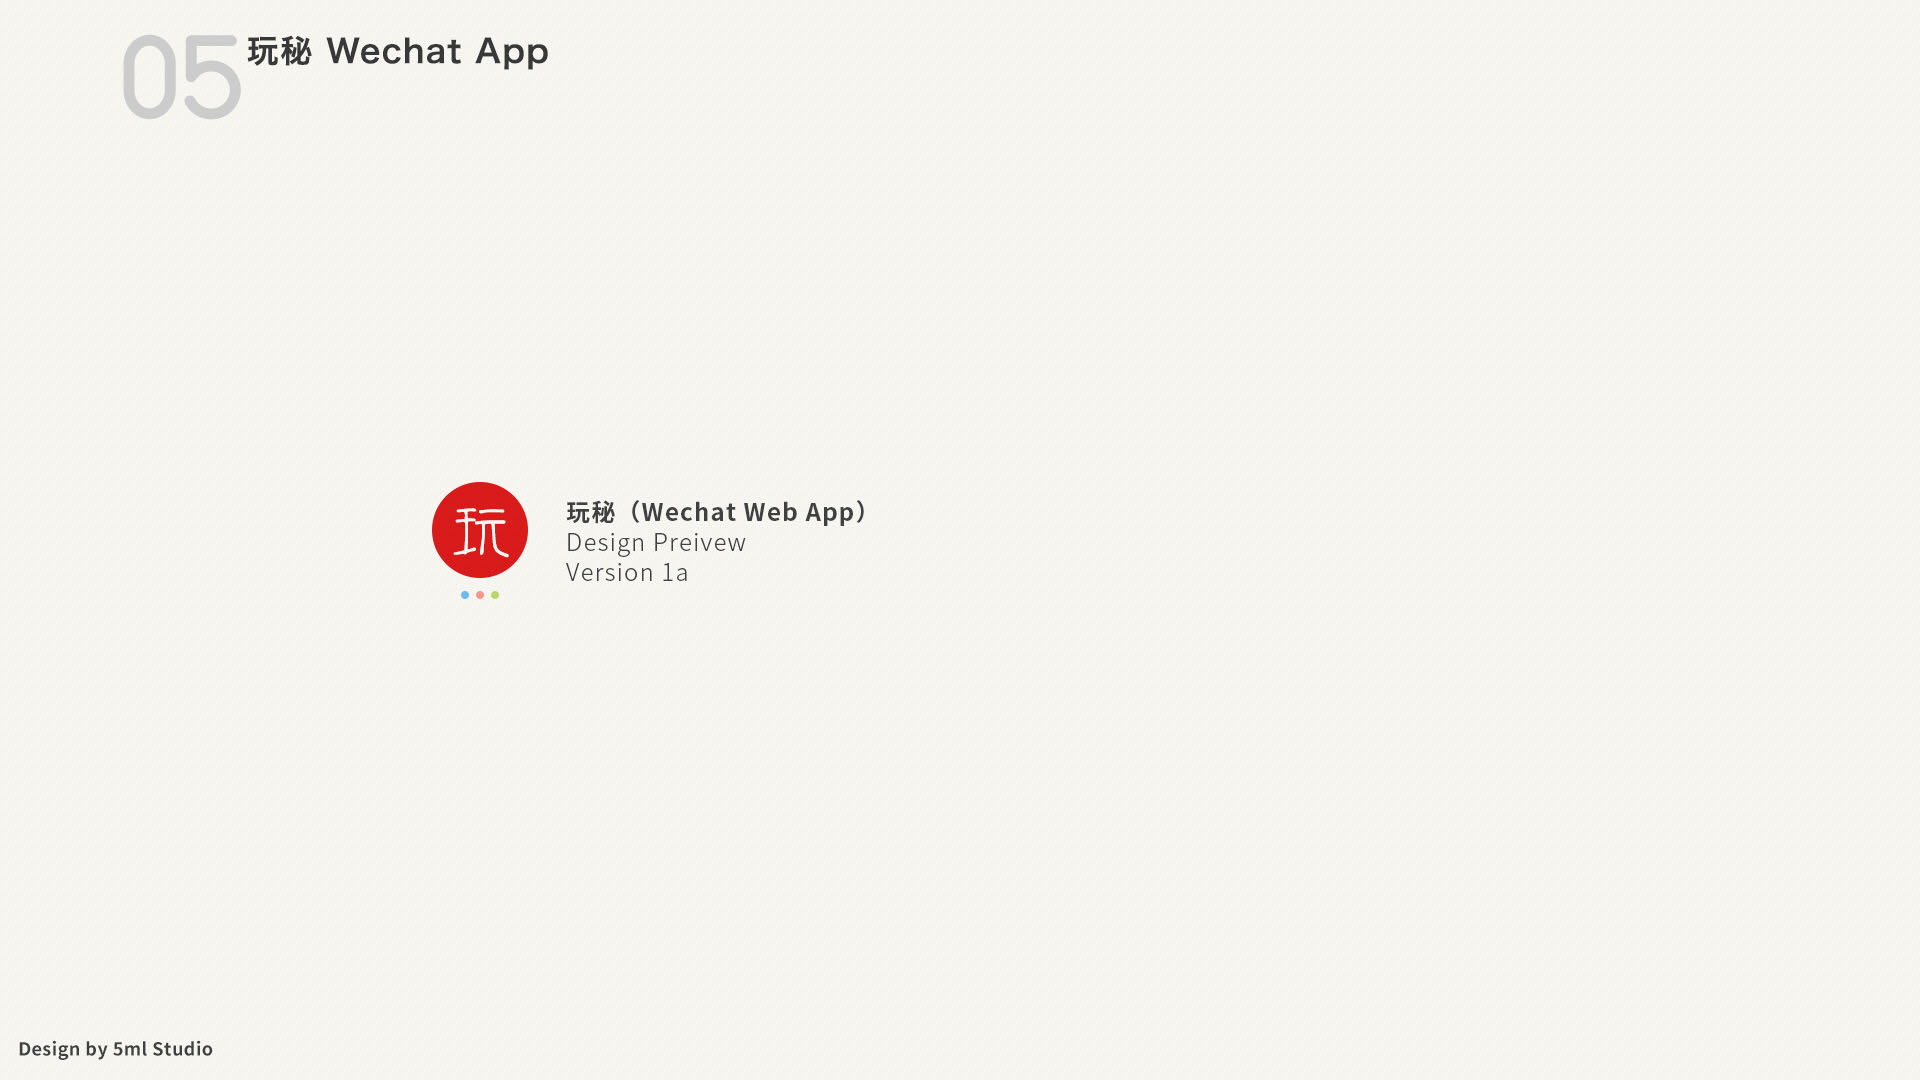 05
玩秘 Wechat App
玩
玩秘（Wechat Web App）
Design Preivew
Version 1a
Design by 5ml Studio